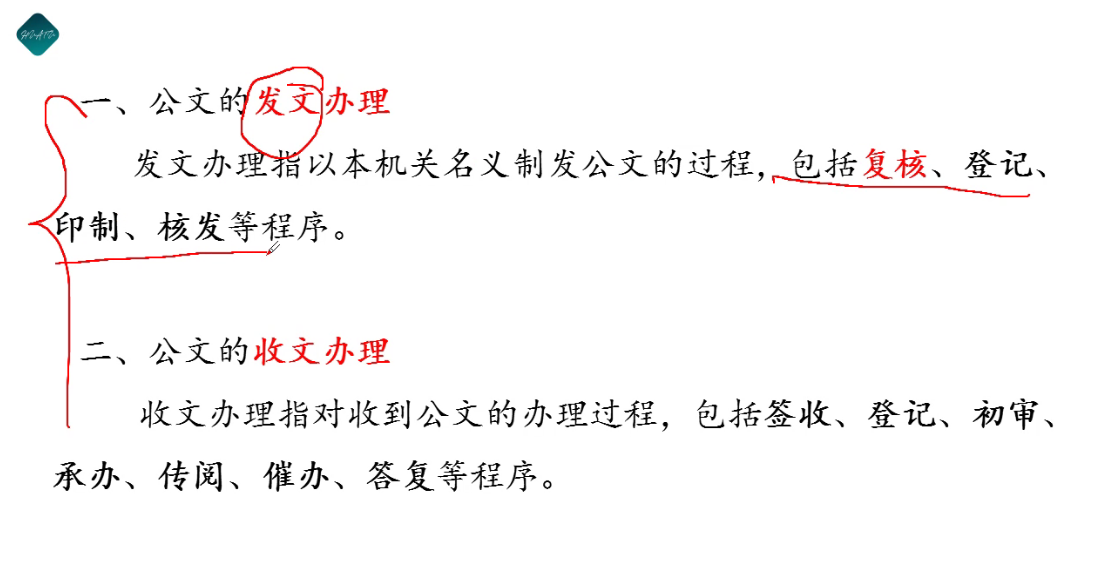 一、公文的发文办理
发文办理指以本机关名义制发公文的过程，包括复核、登记、
印制、核发等程序。
二、公文的收文办理
收文办理指对收到公文的办理过程，包括签收、登记、初审、
承办、传阅、催办、答复等程序。